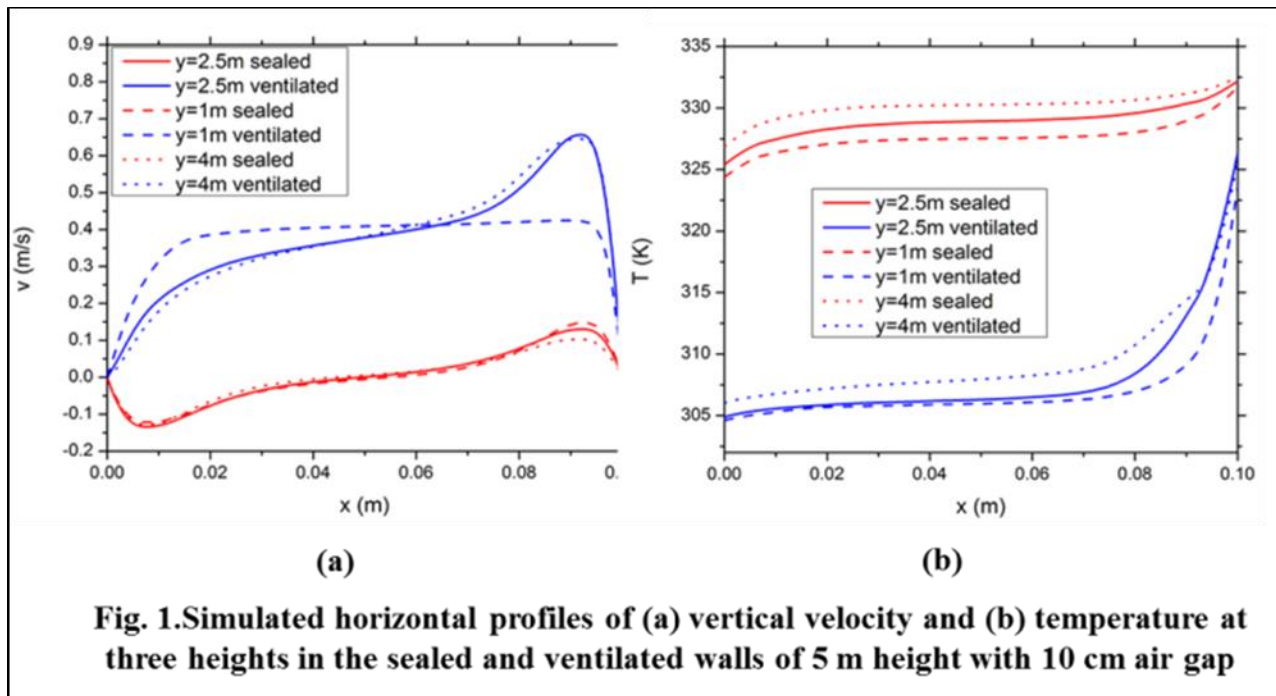 0.9
0.8
0.7
0.6
0.5
0.4
0.3
0.2
0.1
0.0
-0.1
-0.2
v (m/s)
y=2.5m sealed
y=2.5m ventilated
y=1m sealed
y=1m ventilated
y=4m sealed
y=4m ventilated
0.00 0.02 0.04 0.06 0.08 0.
x (m)
335
330
325
320
315
310
305
T (K)
y=2.5m sealed
y=2.5m ventilated
y=1m sealed
y=1m ventilated
y=4m sealed
y=4m ventilated
0.00 0.02 0.04 0.06 0.08 0.10
x (m)
(a) (b)
Fig. 1.Simulated horizontal profiles of (a) vertical velocity and (b) temperature at
three heights in the sealed and ventilated walls of 5 m height with 10 cm air gap